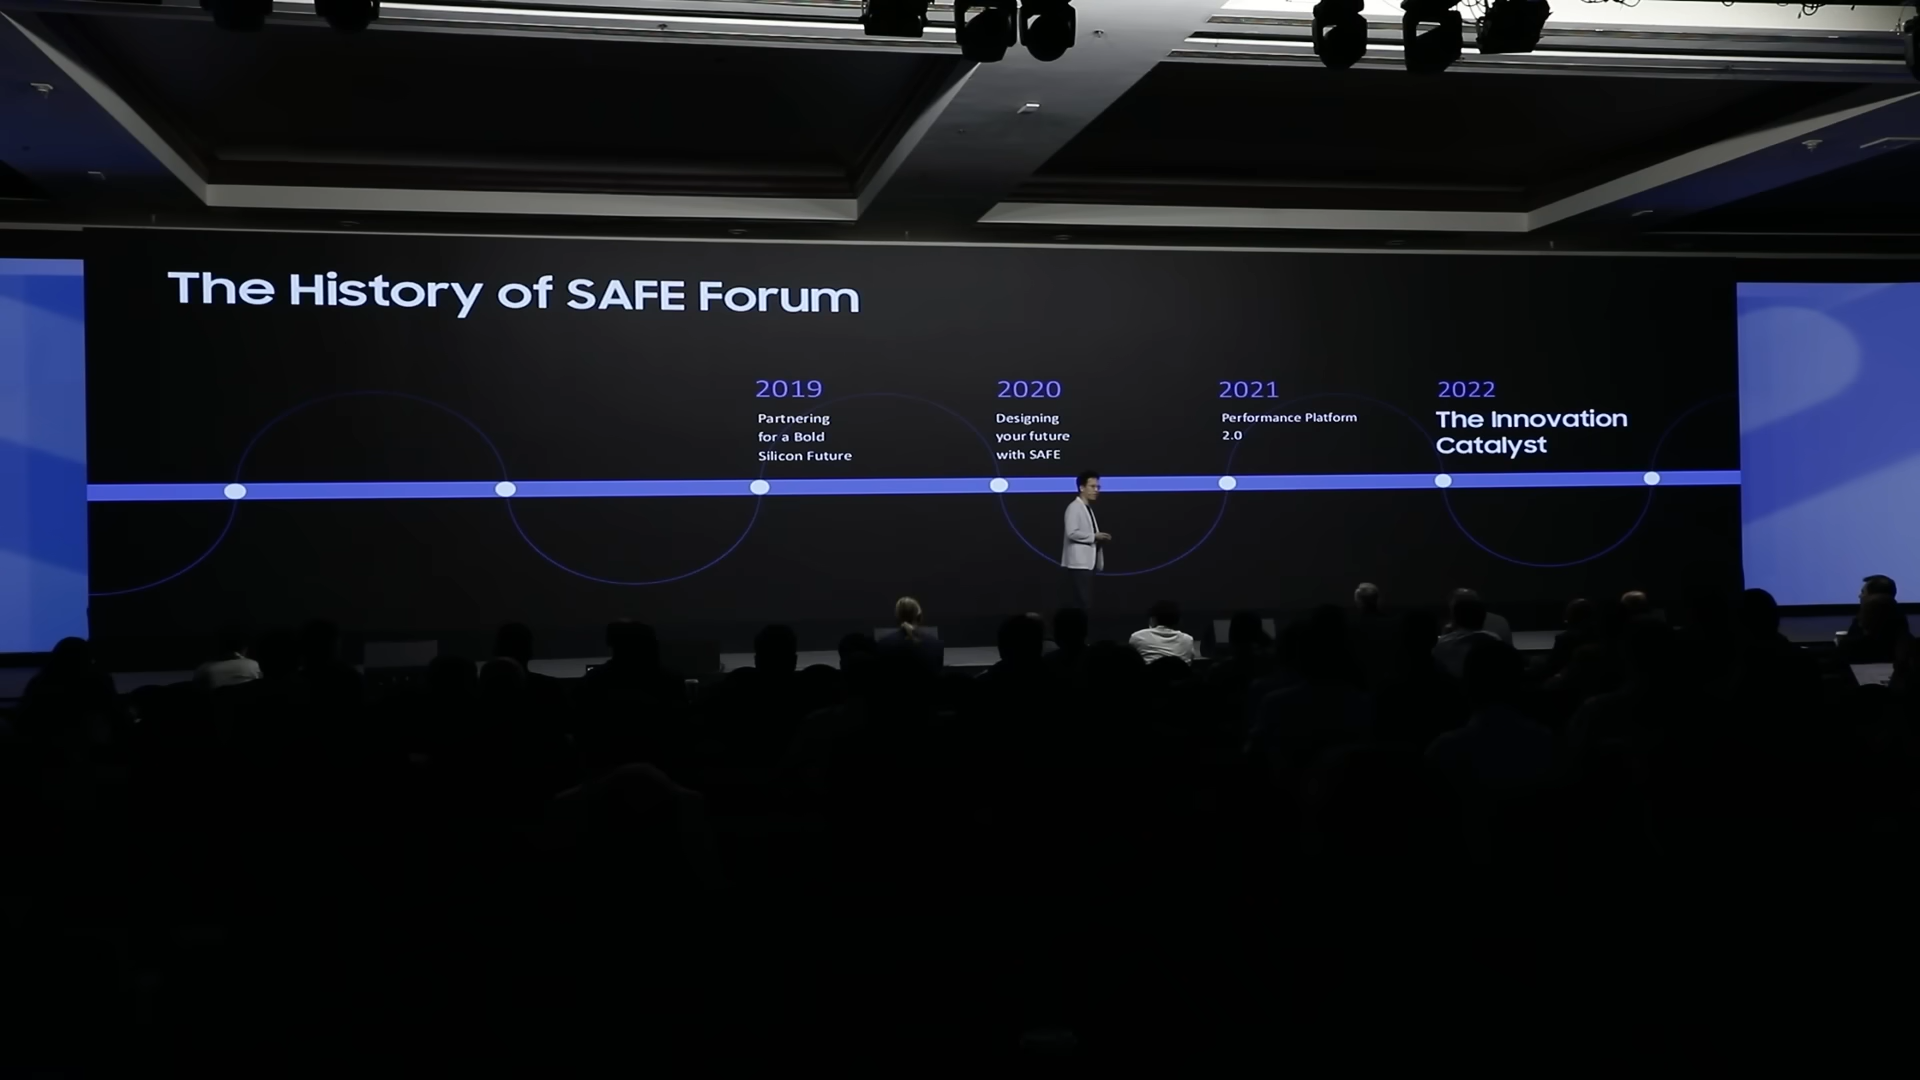 The History of SAFE Forum
2019
Partnering
for a Bold
Silicon Future
2020
Designing
your future
with SAFE
2021
Performance Platform
2.0
2022
The Innovation
Catalyst